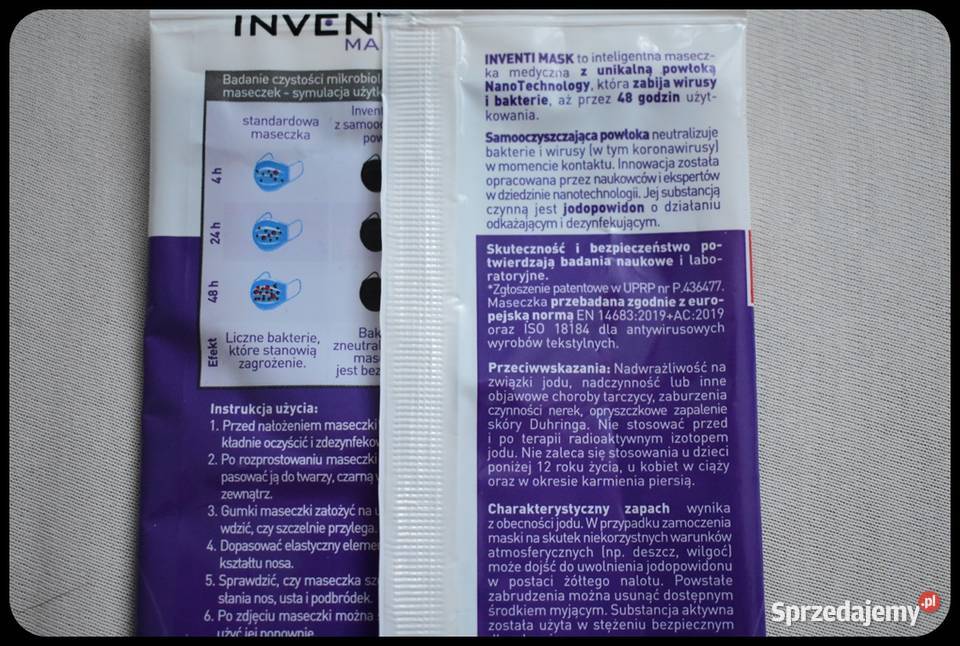 INVENT
MA
Badanie czystości mikrobiol
maseczek - symulacja użytk
standardowa
maseczka
Invent
z samooc
pow
4 h
24 h
48 h
Efekt
Liczne bakterie,
które stanowią
zagrożenie.
Bak
zneutral
mas
jest bez
Instrukcja użycia:
1. Przed nałożeniem maseczki
kładnie oczyścić i zdezynfeko
2. Po rozprostowaniu maseczki
pasować ją do twarzy, czarną
zewnątrz.
3. Gumki maseczki założyć na u
wdzić, czy szczelnie przylega.
4. Dopasować elastyczny eleme
kształtu nosa.
5. Sprawdzić, czy maseczka sz
słania nos, usta i podbródek.
6. Po zdjęciu maseczki można
użyć jej ponownie.
INVENTI MASK to inteligentna masecz-
ka medyczna z unikalną powłoką
NanoTechnology, która zabija wirusy
i bakterie, aż przez 48 godzin użyt-
kowania.
Samooczyszczająca powłoka neutralizuje
bakterie i wirusy (w tym koronawirusy)
w momencie kontaktu. Innowacja została
opracowana przez naukowców i ekspertów
w dziedzinie nanotechnologii. Jej substancją
czynną jest jodopowidon o działaniu
odkażającym i dezynfekującym.
Skuteczność i bezpieczeństwo po-
twierdzają badania naukowe i labo-
ratoryjne.
*Zgłoszenie patentowe w UPRP nr P.436477.
Maseczka przebadana zgodnie z euro-
pejską normą EN 14683:2019+AC:2019
oraz ISO 18184 dla antywirusowych
wyrobów tekstylnych.
Przeciwwskazania: Nadwrażliwość na
związki jodu, nadczynność lub inne
objawowe choroby tarczycy, zaburzenia
czynności nerek, opryszczkowe zapalenie
skóry Duhringa. Nie stosować przed
i po terapii radioaktywnym izotopem
jodu. Nie zaleca się stosowania u dzieci
poniżej 12 roku życia, u kobiet w ciąży
oraz w okresie karmienia piersią.
Charakterystyczny zapach wynika
z obecności jodu. W przypadku zamoczenia
maski na skutek niekorzystnych warunków
atmosferycznych (np. deszcz, wilgoć)
może dojść do uwolnienia jodopowidonu
w postaci żółtego nalotu. Powstałe
zabrudzenia można usunąć dostępnym
środkiem myjącym. Substancja aktywna
została użyta w stężeniu bezpiecznym
Sprzedajemy.pl